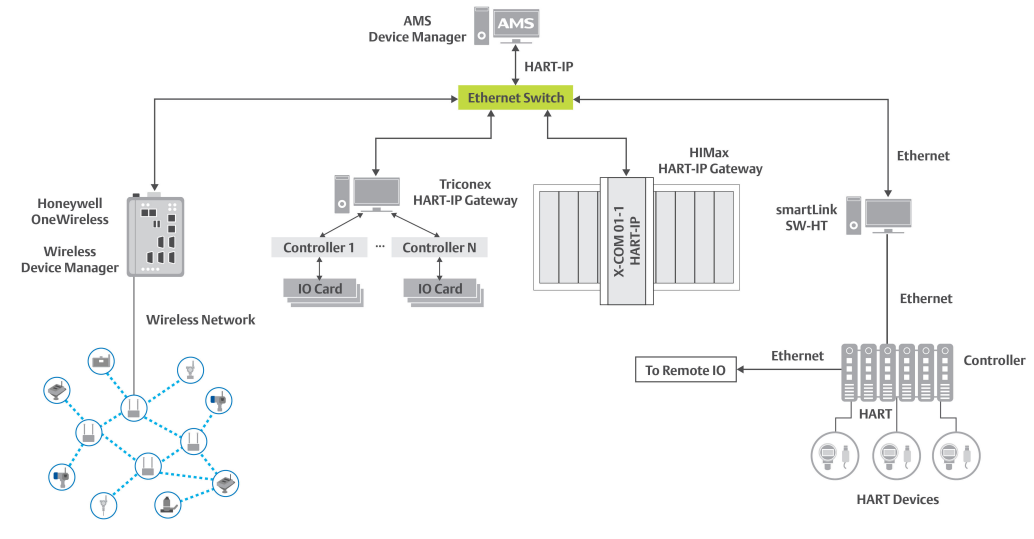 AMS
Device Manager
AMS
HART-IP
Ethernet Switch
Ethernet
Honeywell
OneWireless
Wireless
Device Manager
Triconex
HART-IP Gateway
Controller 1
...
Controller N
IO Card
IO Card
HIMax
HART-IP Gateway
X-COM 01-1
HART-IP
smartLink
SW-HT
Ethernet
Wireless Network
To Remote IO
Ethernet
Controller
HART
HART Devices